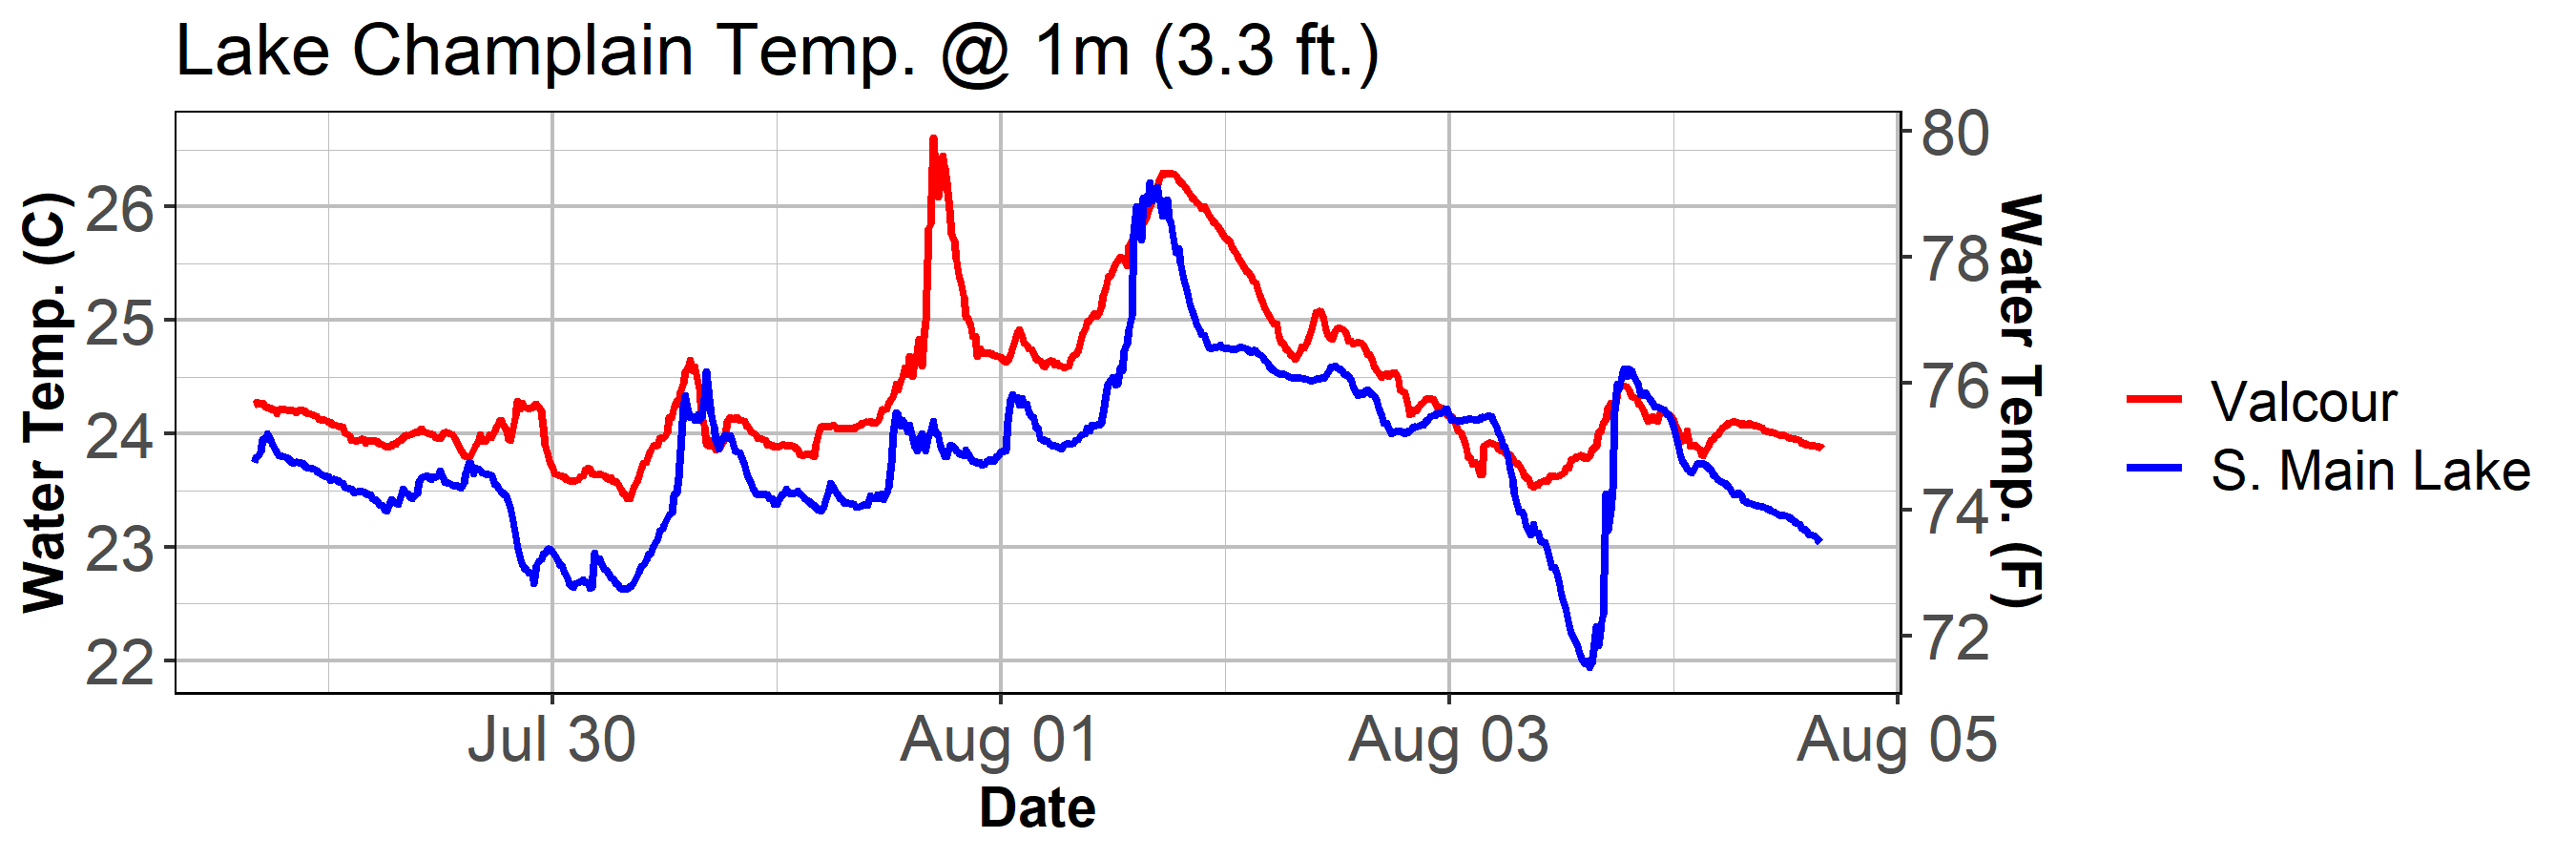 Lake Champlain Temp. @ 1m (3.3 ft.)
Water Temp. (C)
26
25
24
23
22
80
78
76
74
72
Water Temp. (F)
Valcour
S. Main Lake
Jul 30
Aug 01
Aug 03
Aug 05
Date